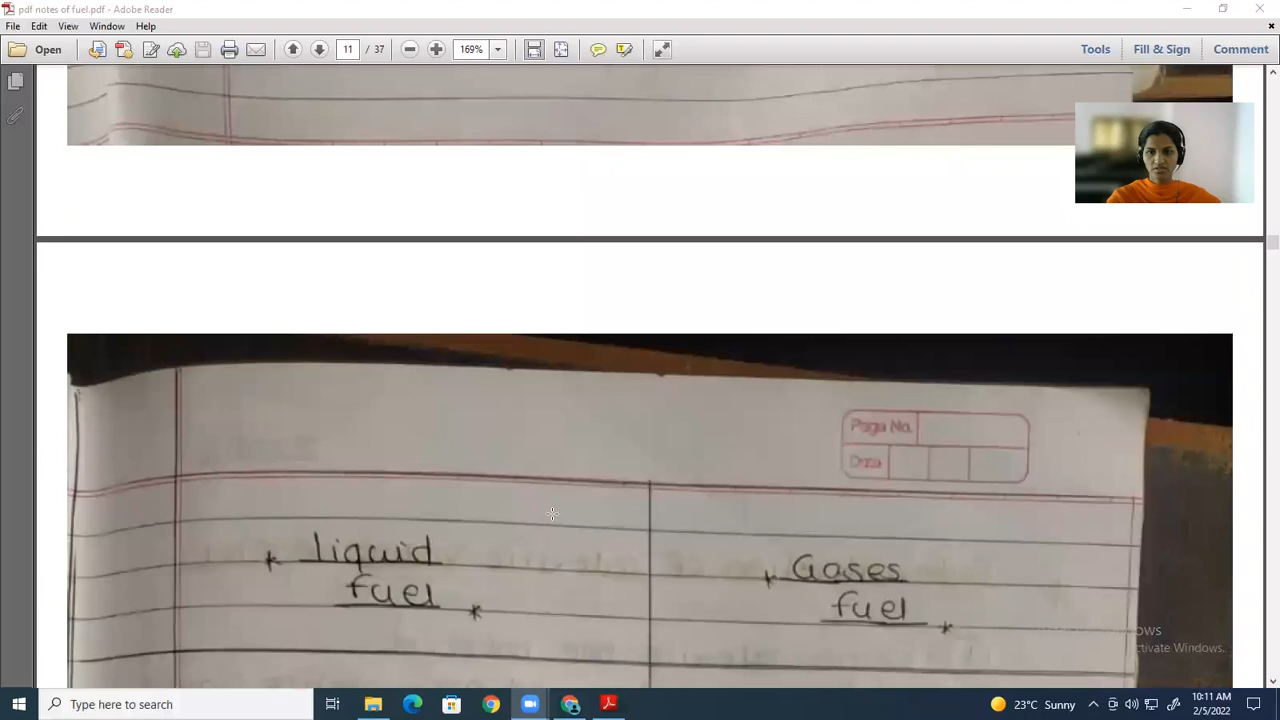 pdf notes of fuel.pdf - Adobe Reader
File Edit View Window Help
Open 11 / 37 169% Tools Fill & Sign Comment
Page No.
Date
liquid
fuel
Gases
fuel
Activate Windows.
Type here to search
23°C Sunny
10:11 AM
2/5/2022